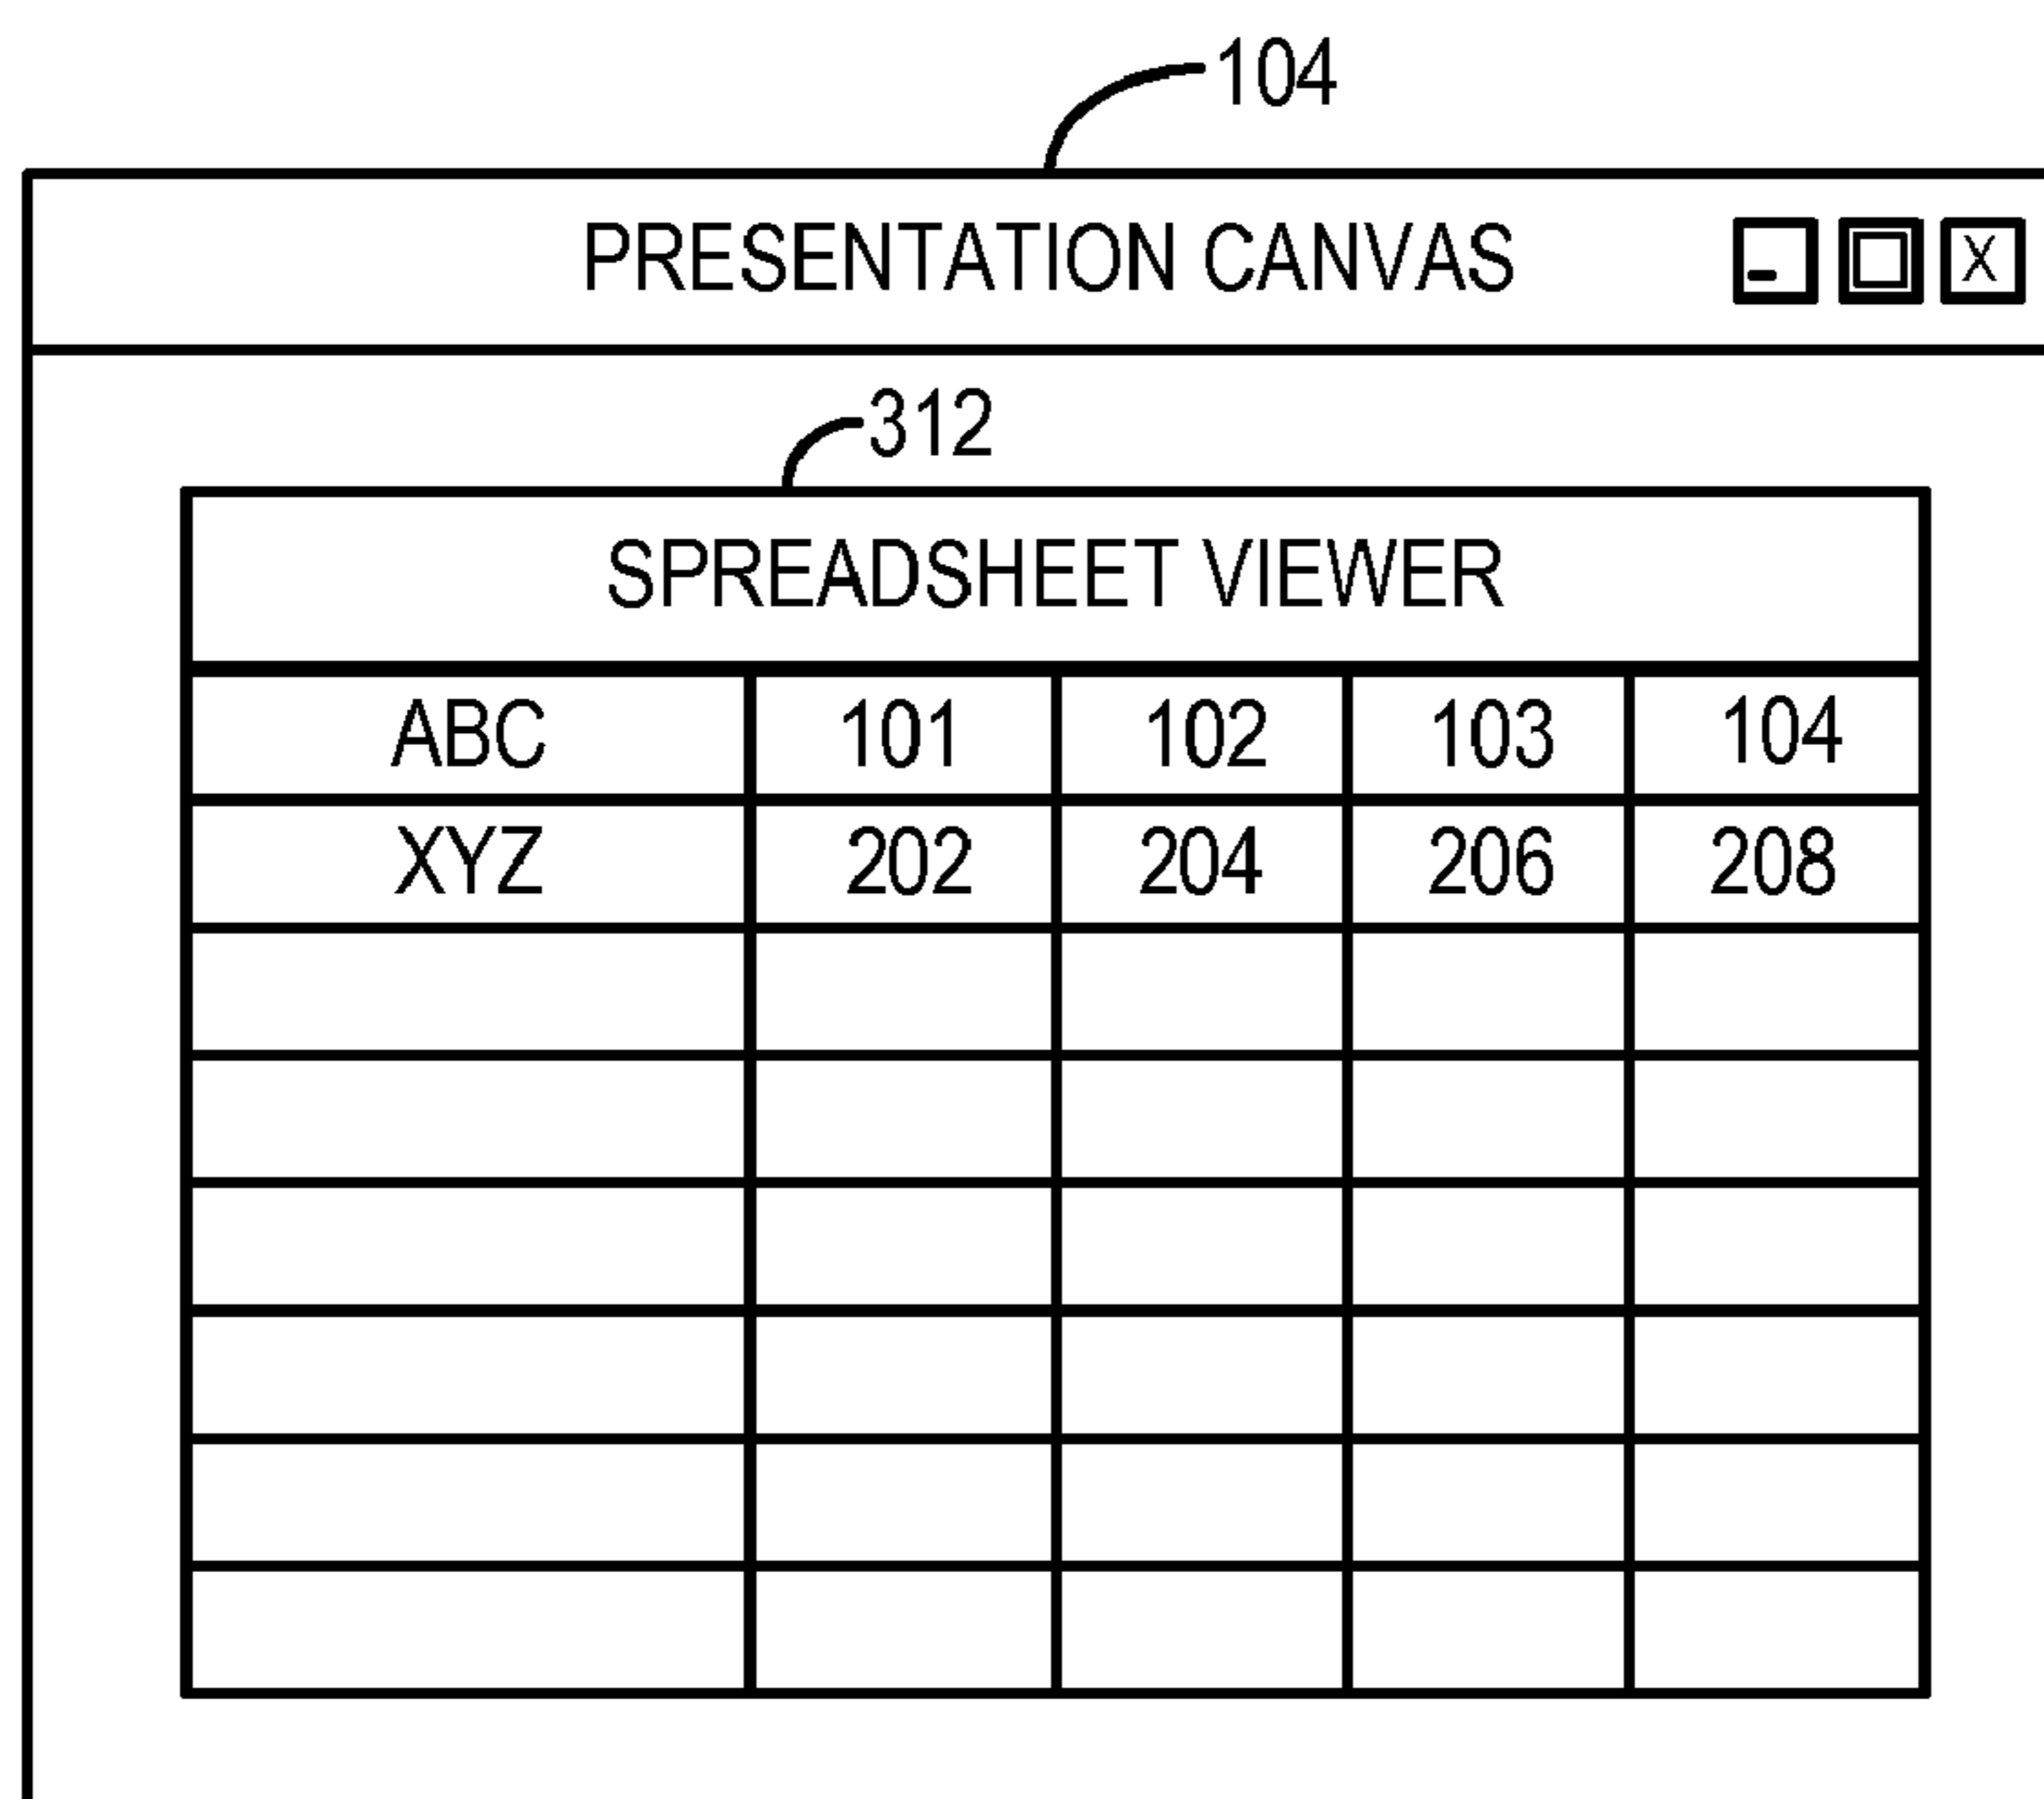 104
PRESENTATION CANVAS X
312
SPREADSHEET VIEWER
ABC 101 102 103 104
XYZ 202 204 206 208